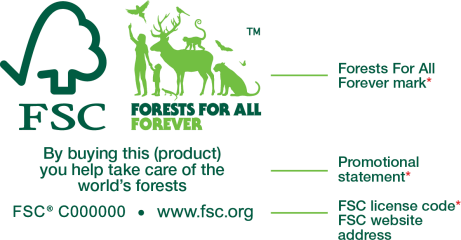 FSC
TM
FORESTS FOR ALL
FOREVER
Forests For All
Forever mark*
By buying this (product)
you help take care of the
world's forests
Promotional
statement*
FSC® C000000 • www.fsc.org
FSC license code*
FSC website
address